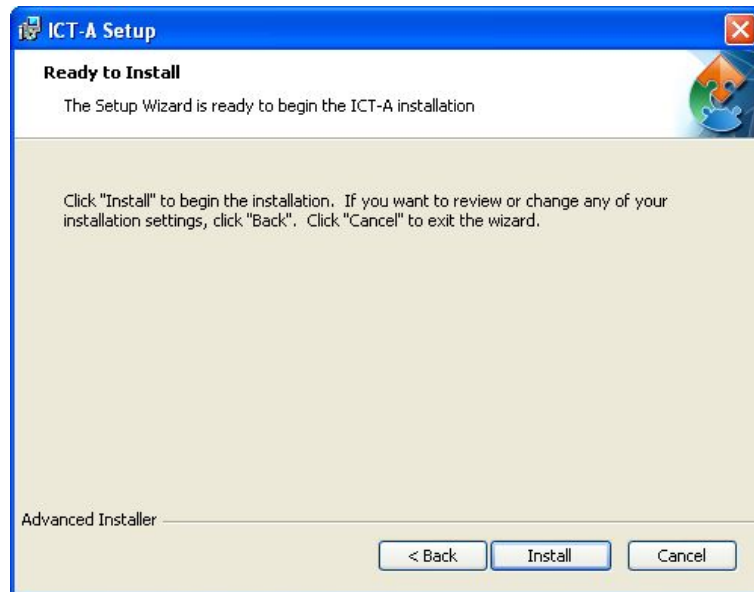 ICT-A Setup
Ready to Install
The Setup Wizard is ready to begin the ICT-A installation
Click "Install" to begin the installation.  If you want to review or change any of your
installation settings, click "Back".  Click "Cancel" to exit the wizard.
Advanced Installer
< Back Install Cancel